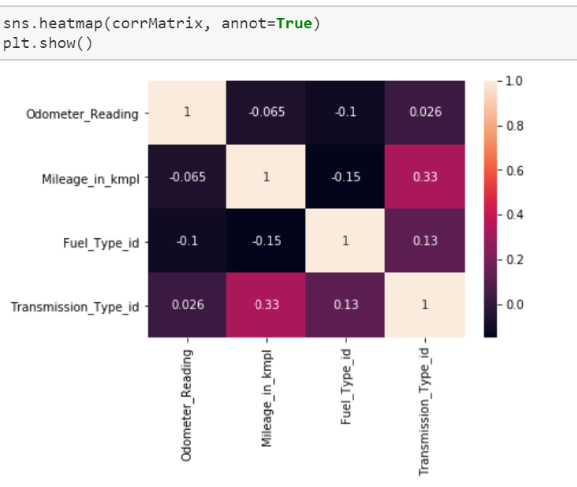 sns.heatmap(corrMatrix, annot=True)
plt.show()
Odometer_Reading 1 -0.065 -0.1 0.026
Mileage_in_kmpl -0.065 1 -0.15 0.33
Fuel_Type_id -0.1 -0.15 1 0.13
Transmission_Type_id 0.026 0.33 0.13 1
Odometer_Reading
Mileage_in_kmpl
Fuel_Type_id
Transmission_Type_id
1.0
0.8
0.6
0.4
0.2
0.0